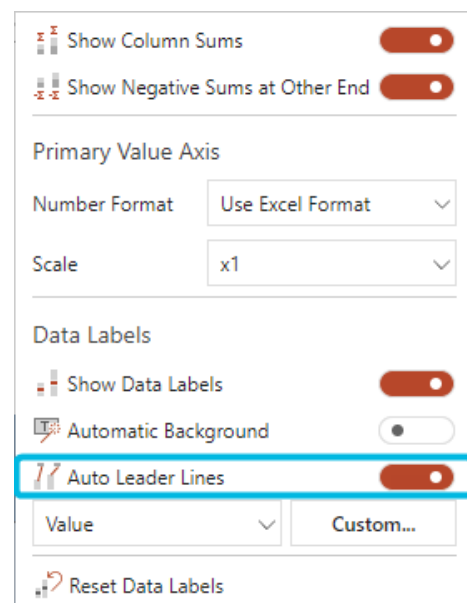 Show Column Sums
Show Negative Sums at Other End
Primary Value Axis
Number Format Use Excel Format
Scale x1
Data Labels
Show Data Labels
Automatic Background
Auto Leader Lines
Value Custom...
Reset Data Labels